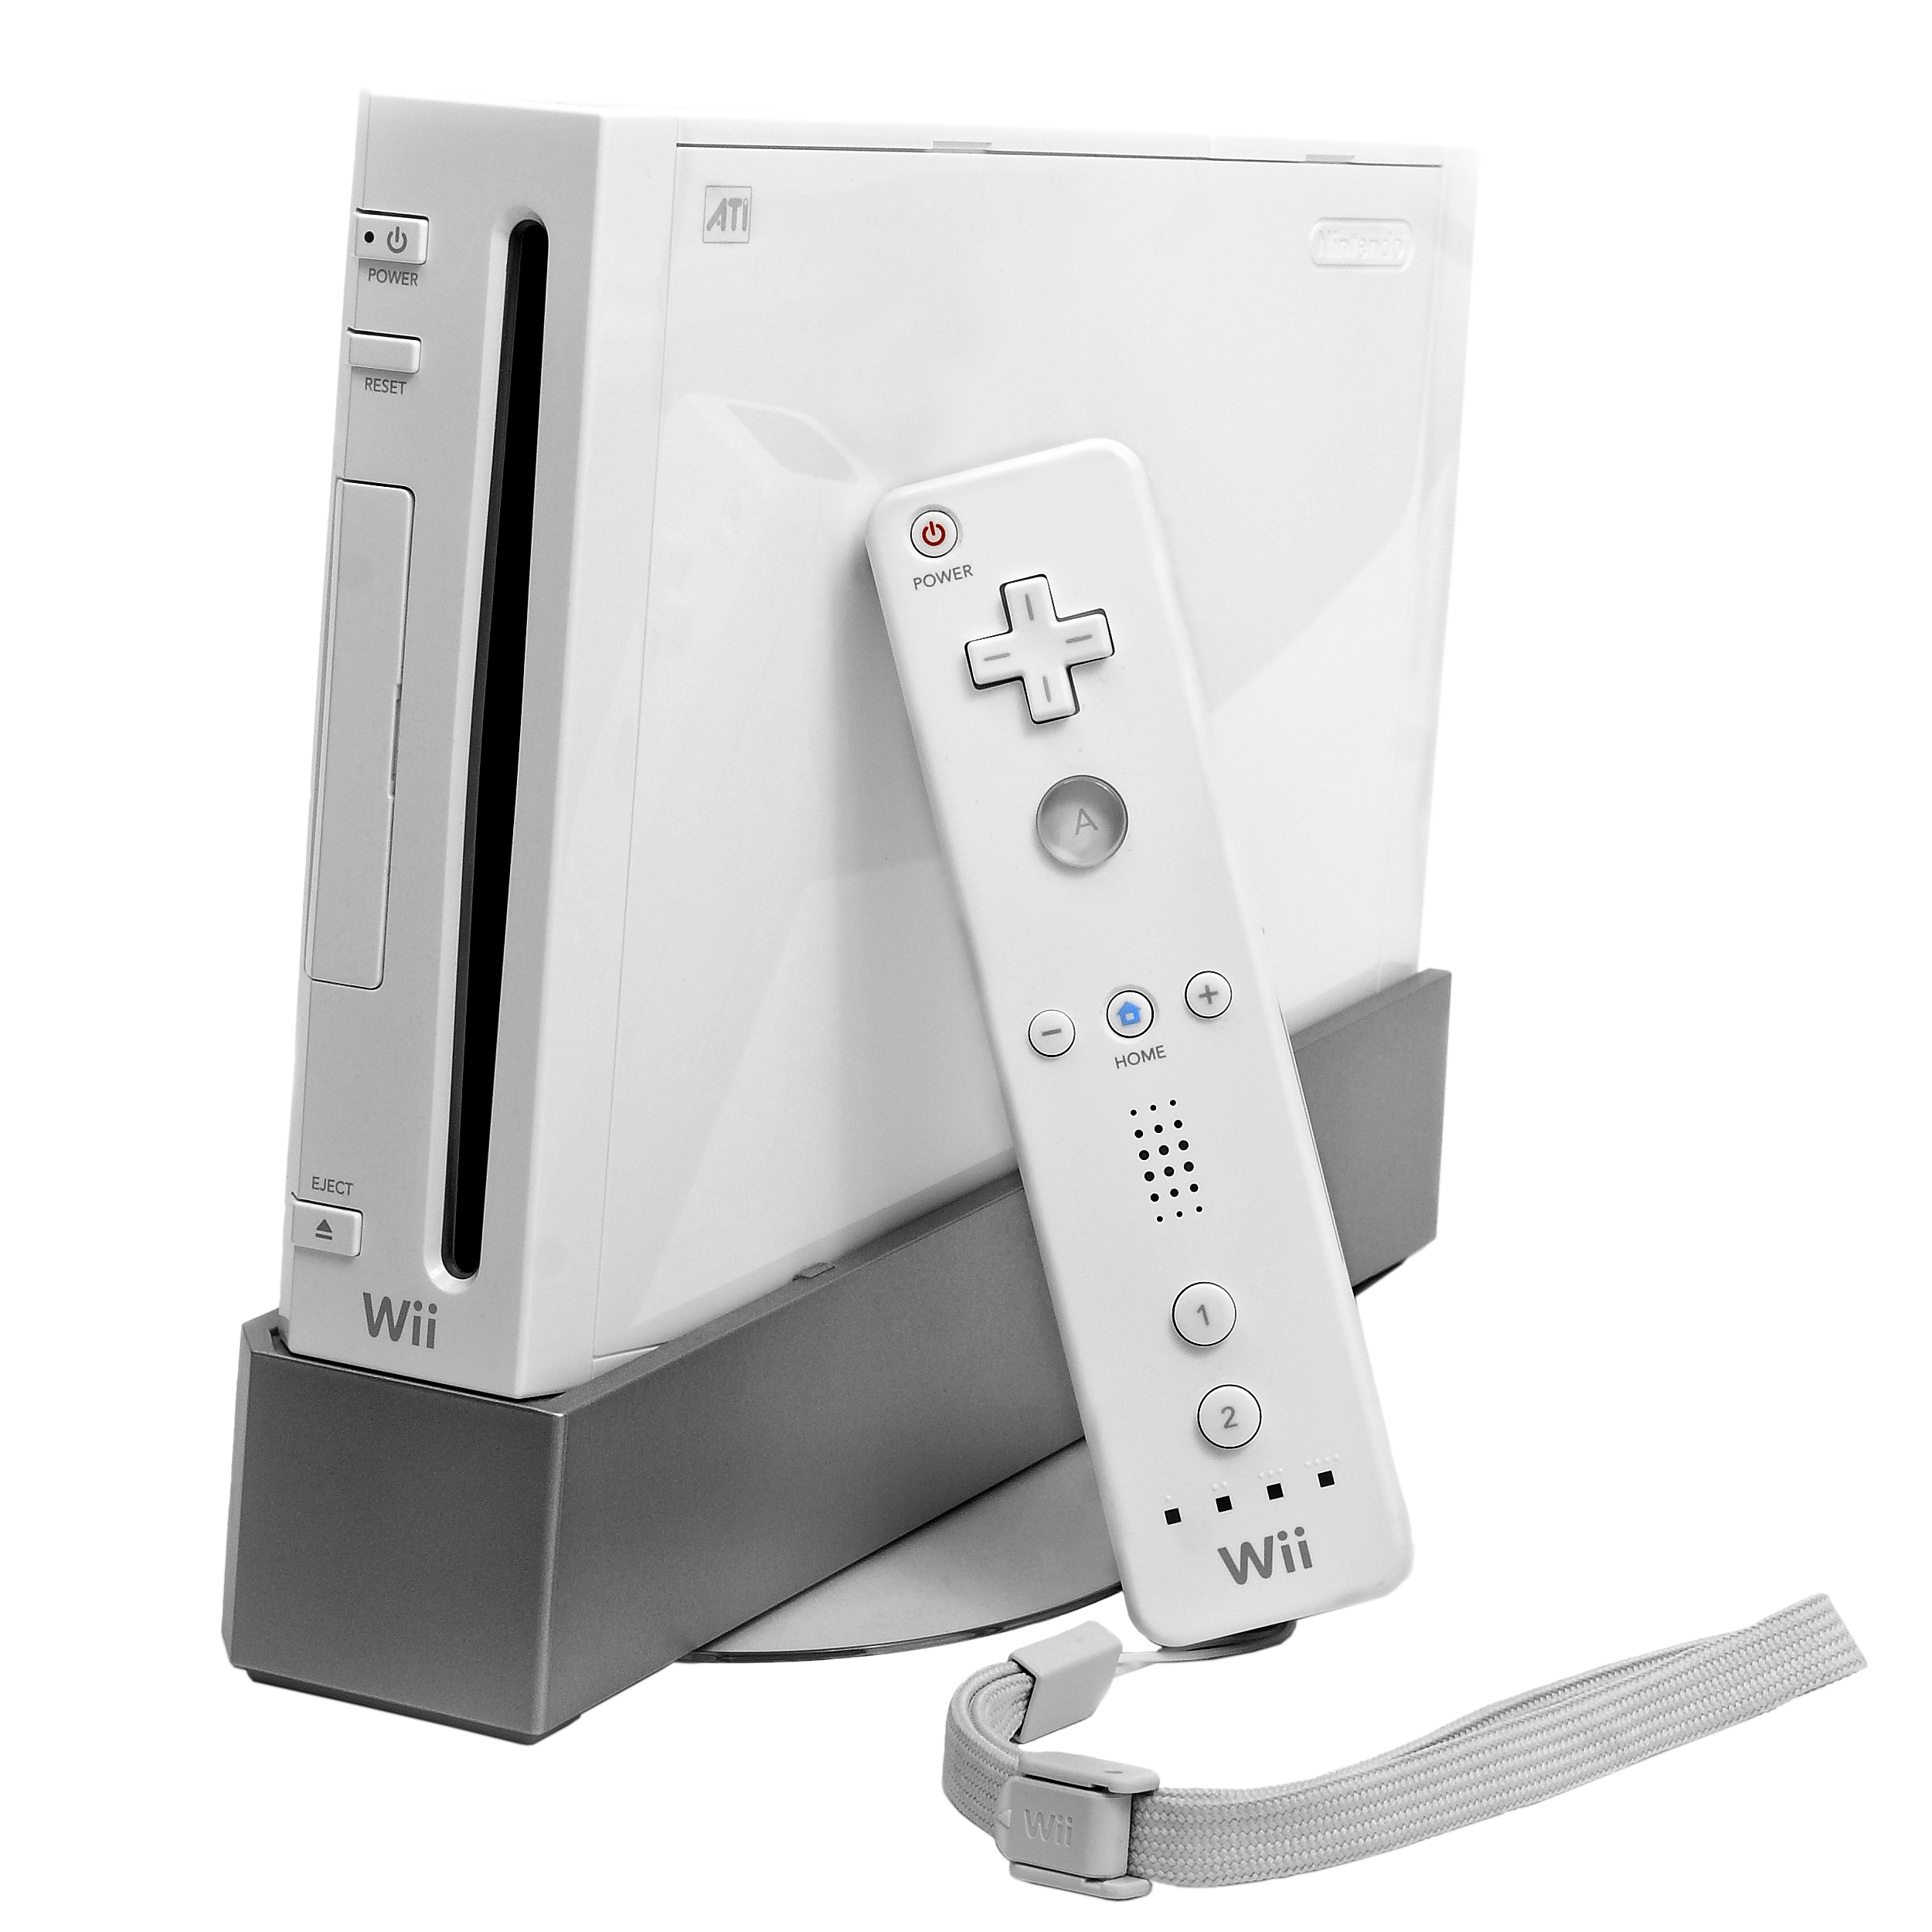 ATI
Nintendo
POWER
RESET
EJECT
Wii
POWER
A
HOME
1
2
Wii
Wii